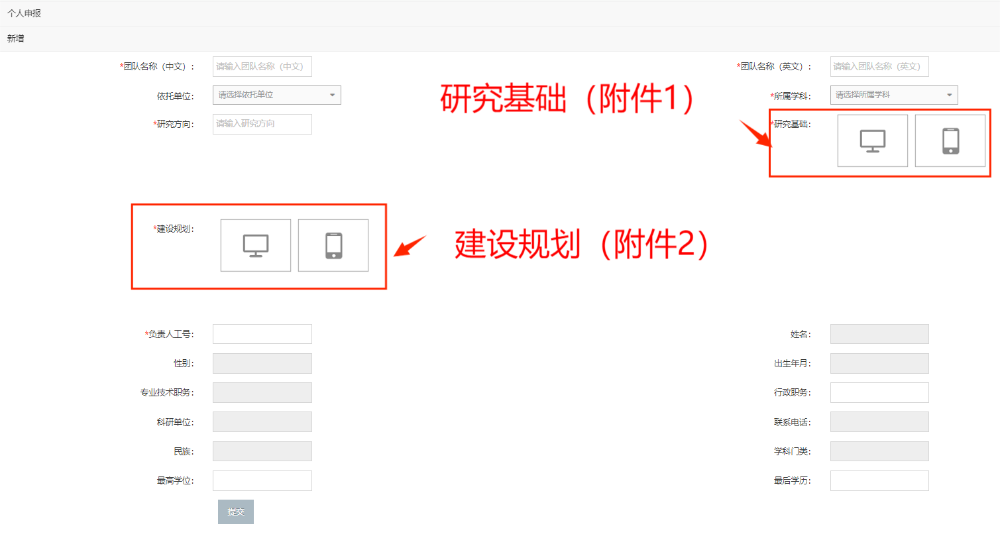 个人申报
新增
*团队名称（中文）: 请输入团队名称（中文） *团队名称（英文）: 请输入团队名称（英文）
依托单位: 请选择依托单位 研究基础（附件1） *所属学科: 请选择所属学科
*研究方向: 请输入研究方向 *研究基础:
*建设规划: 建设规划（附件2）
*负责人工号: 姓名:
性别: 出生年月:
专业技术职务: 行政职务:
科研单位: 联系电话:
民族: 学科门类:
最高学位: 最后学历:
提交